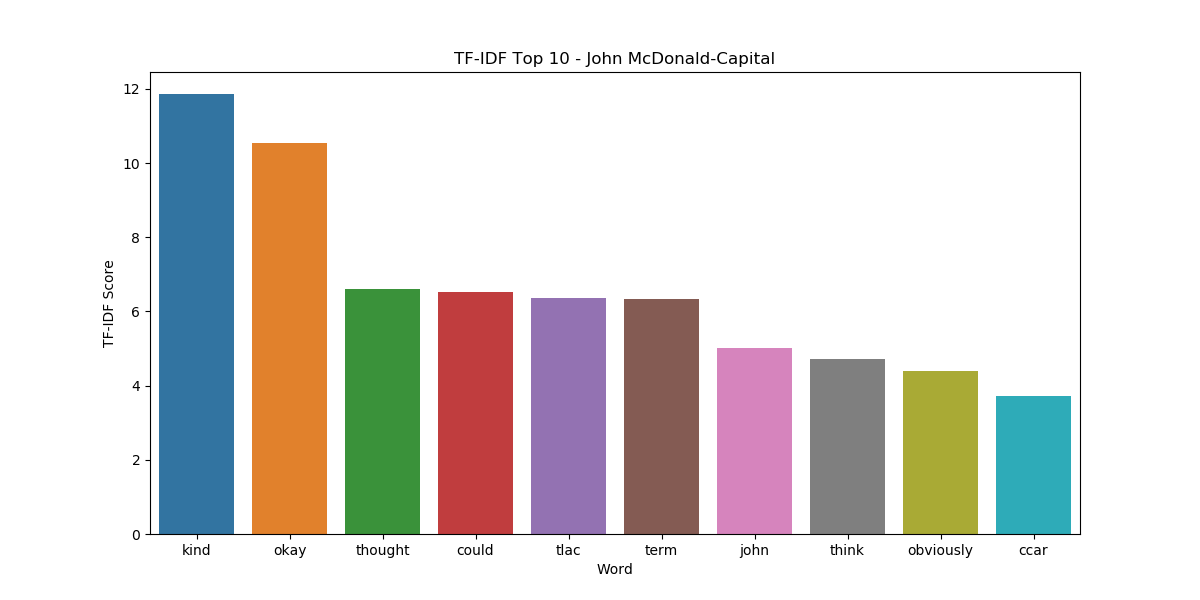 TF-IDF Top 10 - John McDonald-Capital
TF-IDF Score
12
10
8
6
4
2
0
kind okay thought could tlac term john think obviously ccar
Word